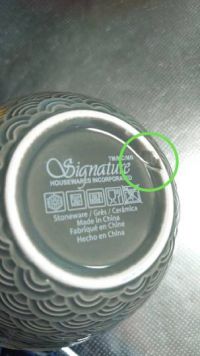 Signature
HOUSEWARES INCORPORATED
Stoneware / Grès / Cerámica
Made in China
Fabriqué en Chine
Hecho en China